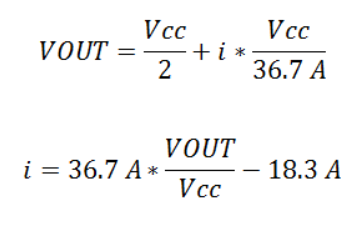 VOUT = Vcc/2 + i * Vcc/36.7 A
i = 36.7 A * VOUT/Vcc − 18.3 A